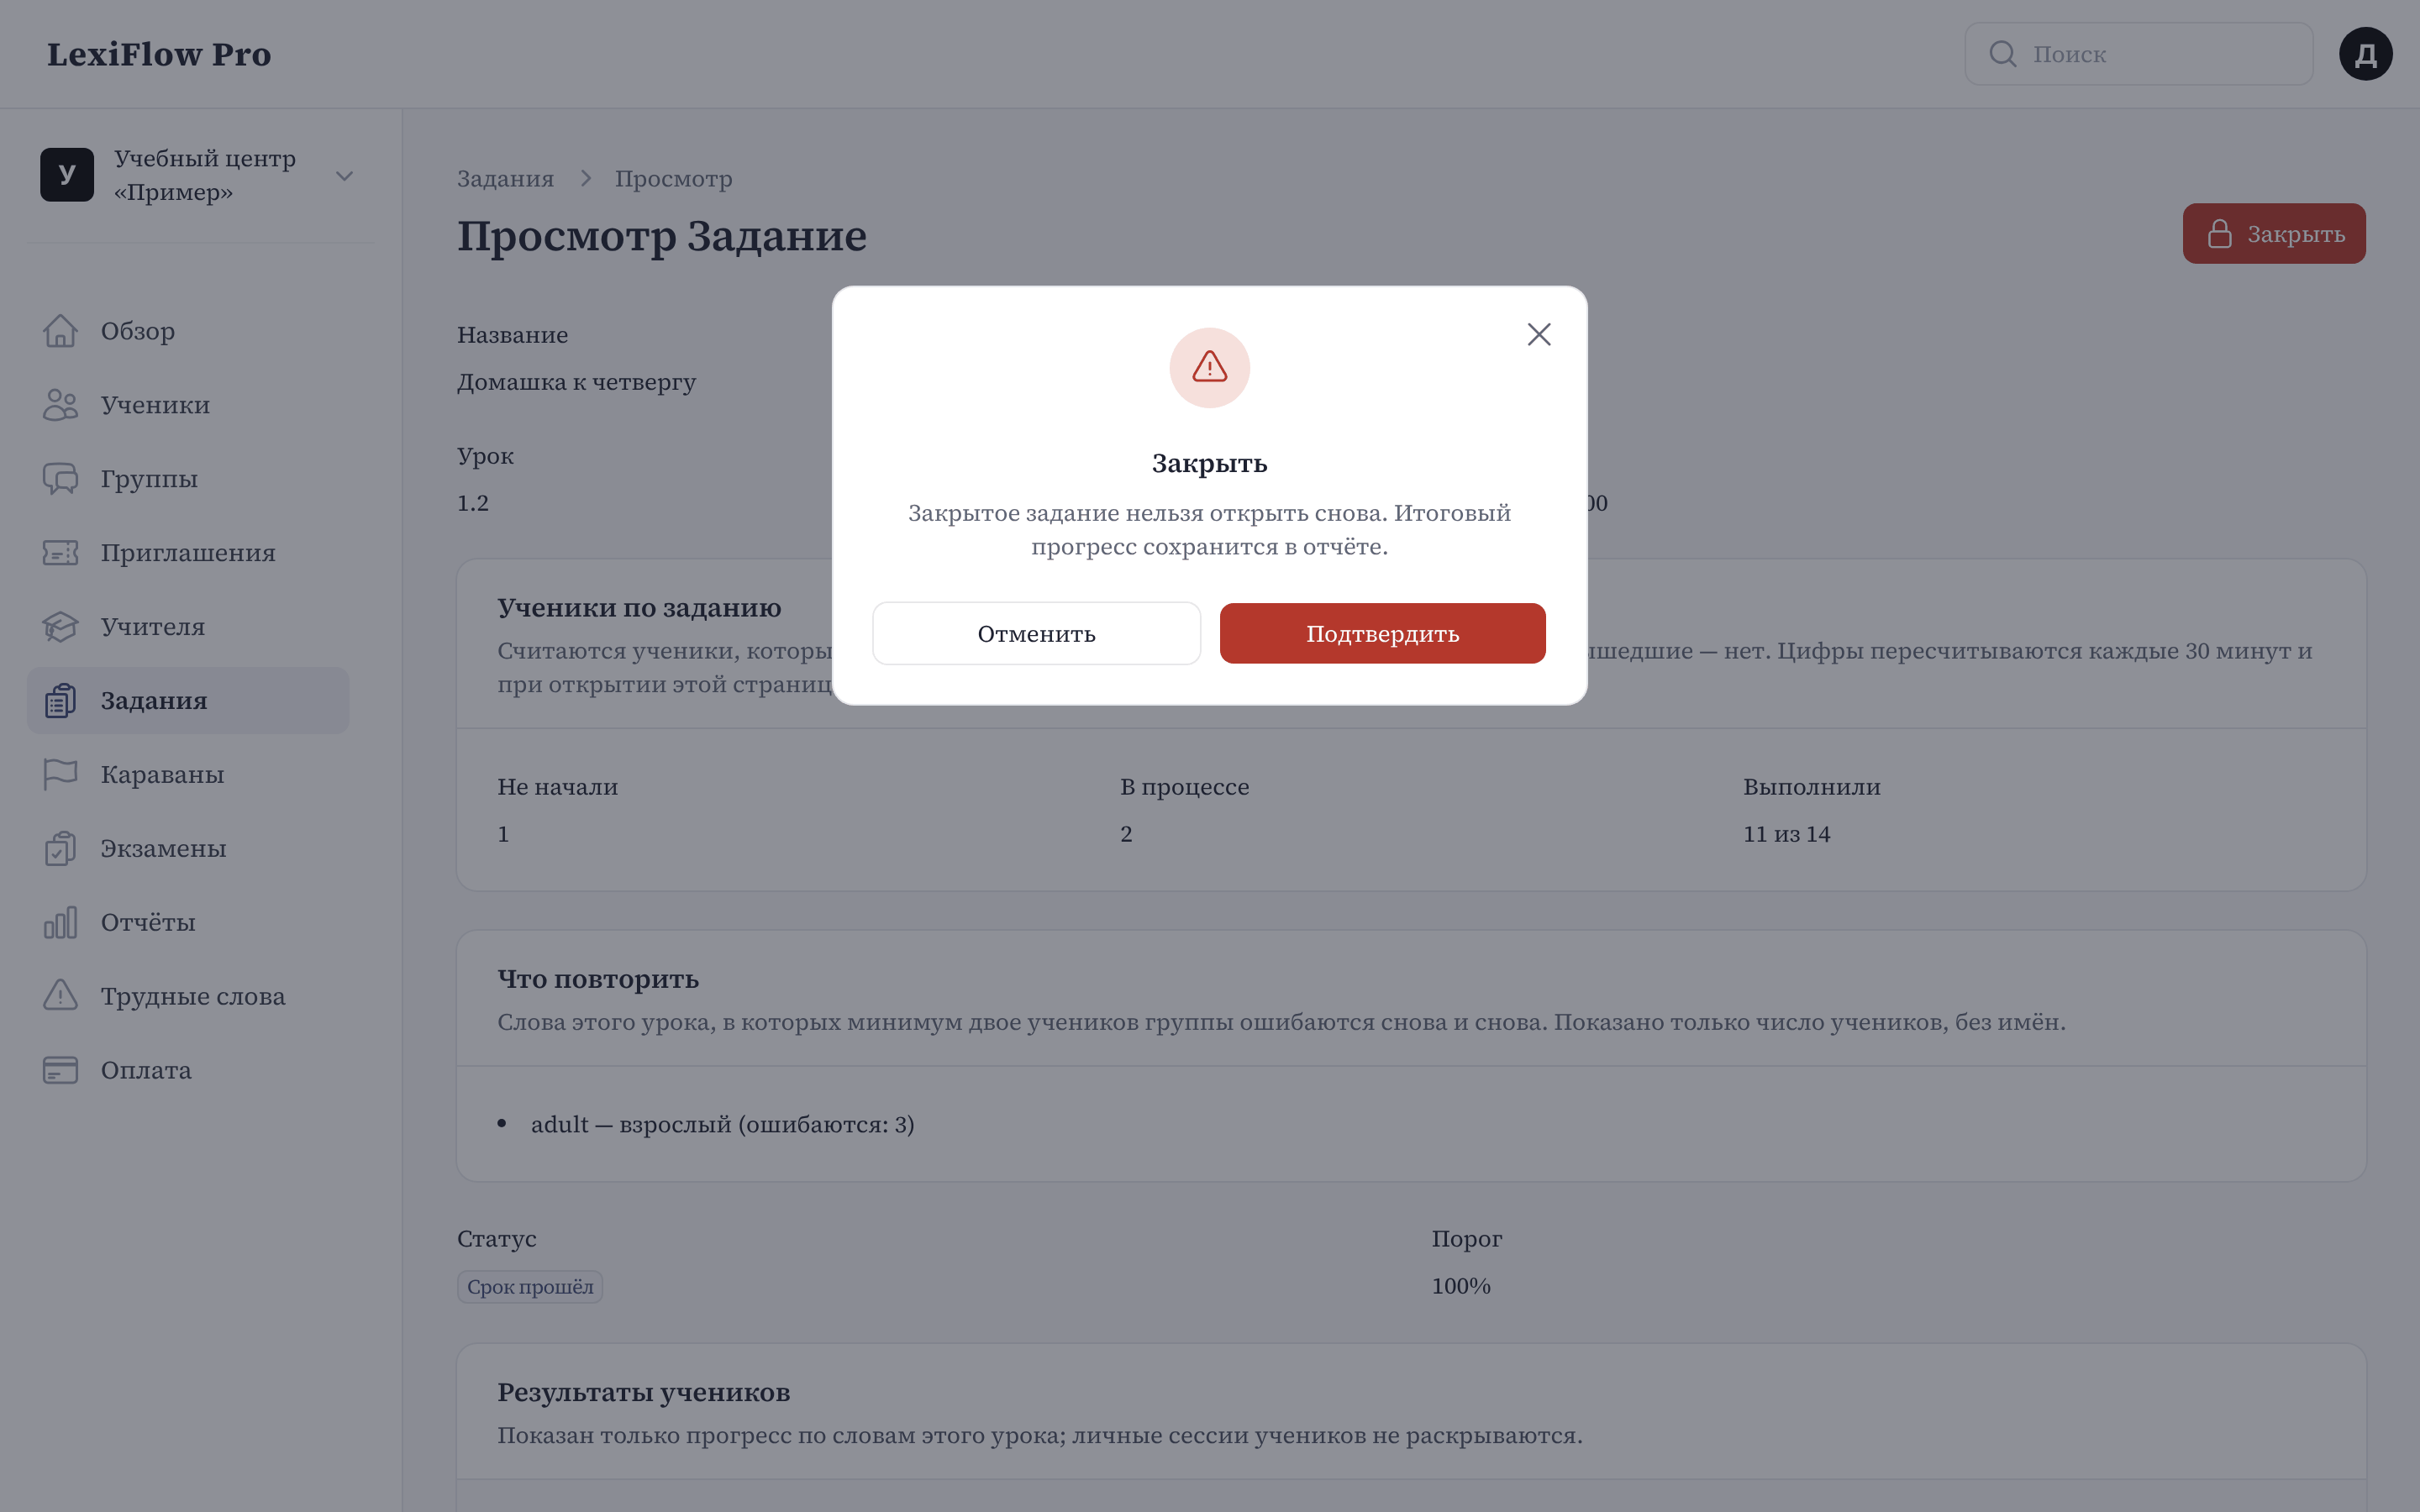 LexiFlow Pro
Поиск
Д
У
Учебный центр
«Пример»
Обзор
Ученики
Группы
Приглашения
Учителя
Задания
Караваны
Экзамены
Отчёты
Трудные слова
Оплата
Задания
Просмотр
Просмотр Задание
Закрыть
Название
Домашка к четвергу
Урок
1.2
Закрыть
Закрытое задание нельзя открыть снова. Итоговый
прогресс сохранится в отчёте.
Отменить
Подтвердить
Ученики по заданию
Считаются ученики, — нет. Цифры пересчитываются каждые 30 минут и
при открытии этой
Не начали
1
В процессе
2
Выполнили
11 из 14
Что повторить
Слова этого урока, в которых минимум двое учеников группы ошибаются снова и снова. Показано только число учеников, без имён.
• adult — взрослый (ошибаются: 3)
Статус
Срок прошёл
Порог
100%
Результаты учеников
Показан только прогресс по словам этого урока; личные сессии учеников не раскрываются.